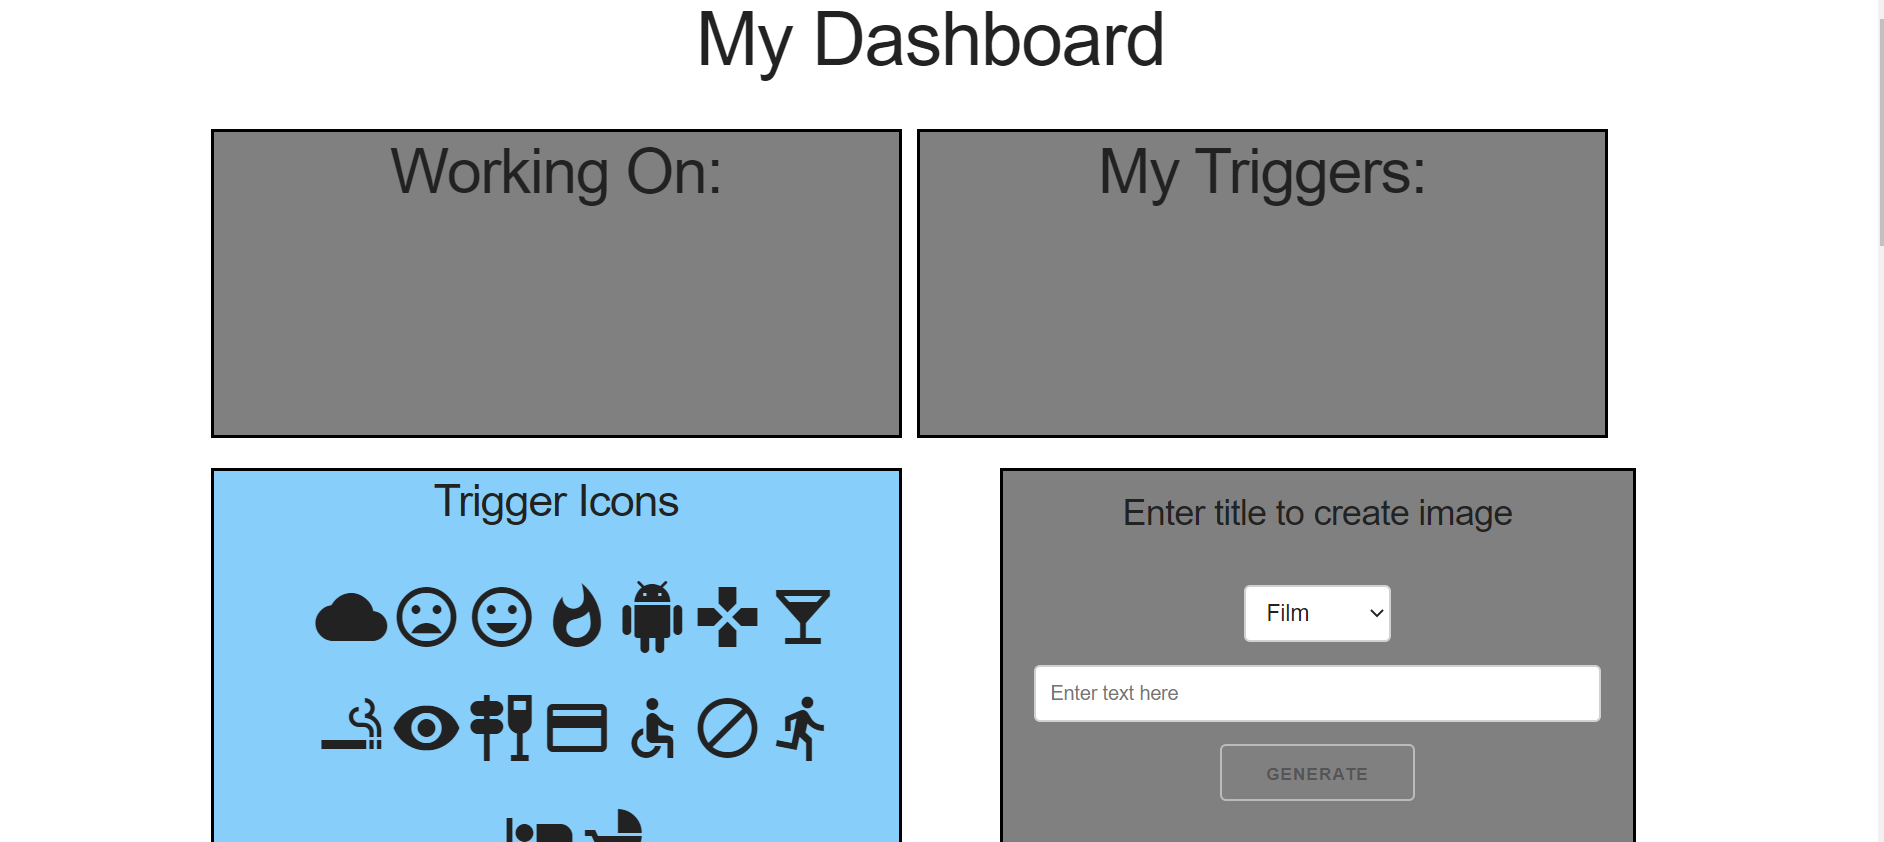 My Dashboard
Working On:
My Triggers:
Trigger Icons
Enter title to create image
Film
Enter text here
GENERATE